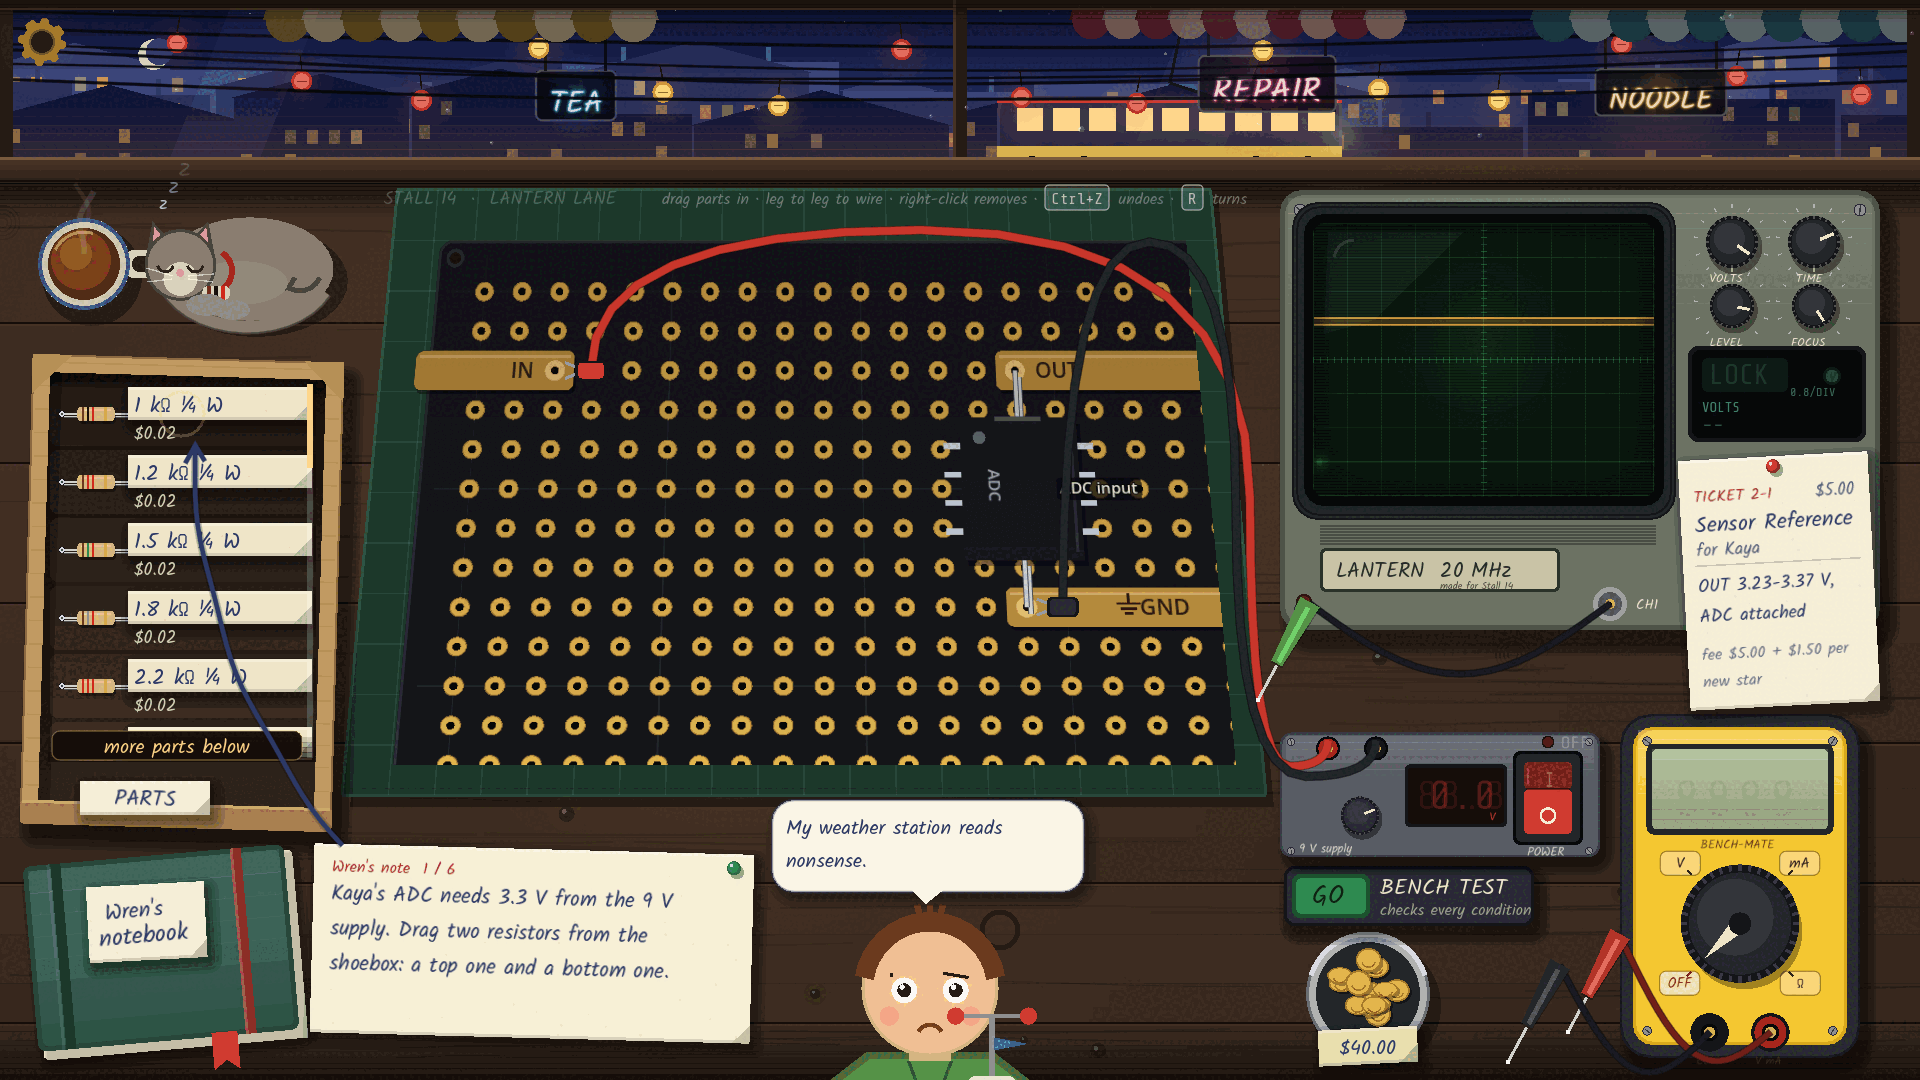 TEA
REPAIR
NOODLE
STALL 14 · LANTERN LANE
drag parts in · leg to leg to wire · right-click removes · Ctrl+Z undoes · R turns
z
z
z
1 kΩ ¼ W
$0.02
1.2 kΩ ¼ W
$0.02
1.5 kΩ ¼ W
$0.02
1.8 kΩ ¼ W
$0.02
2.2 kΩ ¼ W
$0.02
more parts below
PARTS
IN
OUT
ADC
DC input
GND
VOLTS
TIME
LEVEL
FOCUS
LOCK
0.8/DIV
VOLTS
--
LANTERN 20 MHz
made for Stall 14
CH1
TICKET 2-1 $5.00
Sensor Reference
for Kaya
OUT 3.23-3.37 V,
ADC attached
fee $5.00 + $1.50 per
new star
OFF
0.0
V
I
9 V supply
POWER
GO
BENCH TEST
checks every condition
$40.00
BENCH-MATE
V
mA
OFF
Ω
Wren's
notebook
Wren's note 1 / 6
Kaya's ADC needs 3.3 V from the 9 V
supply. Drag two resistors from the
shoebox: a top one and a bottom one.
My weather station reads
nonsense.